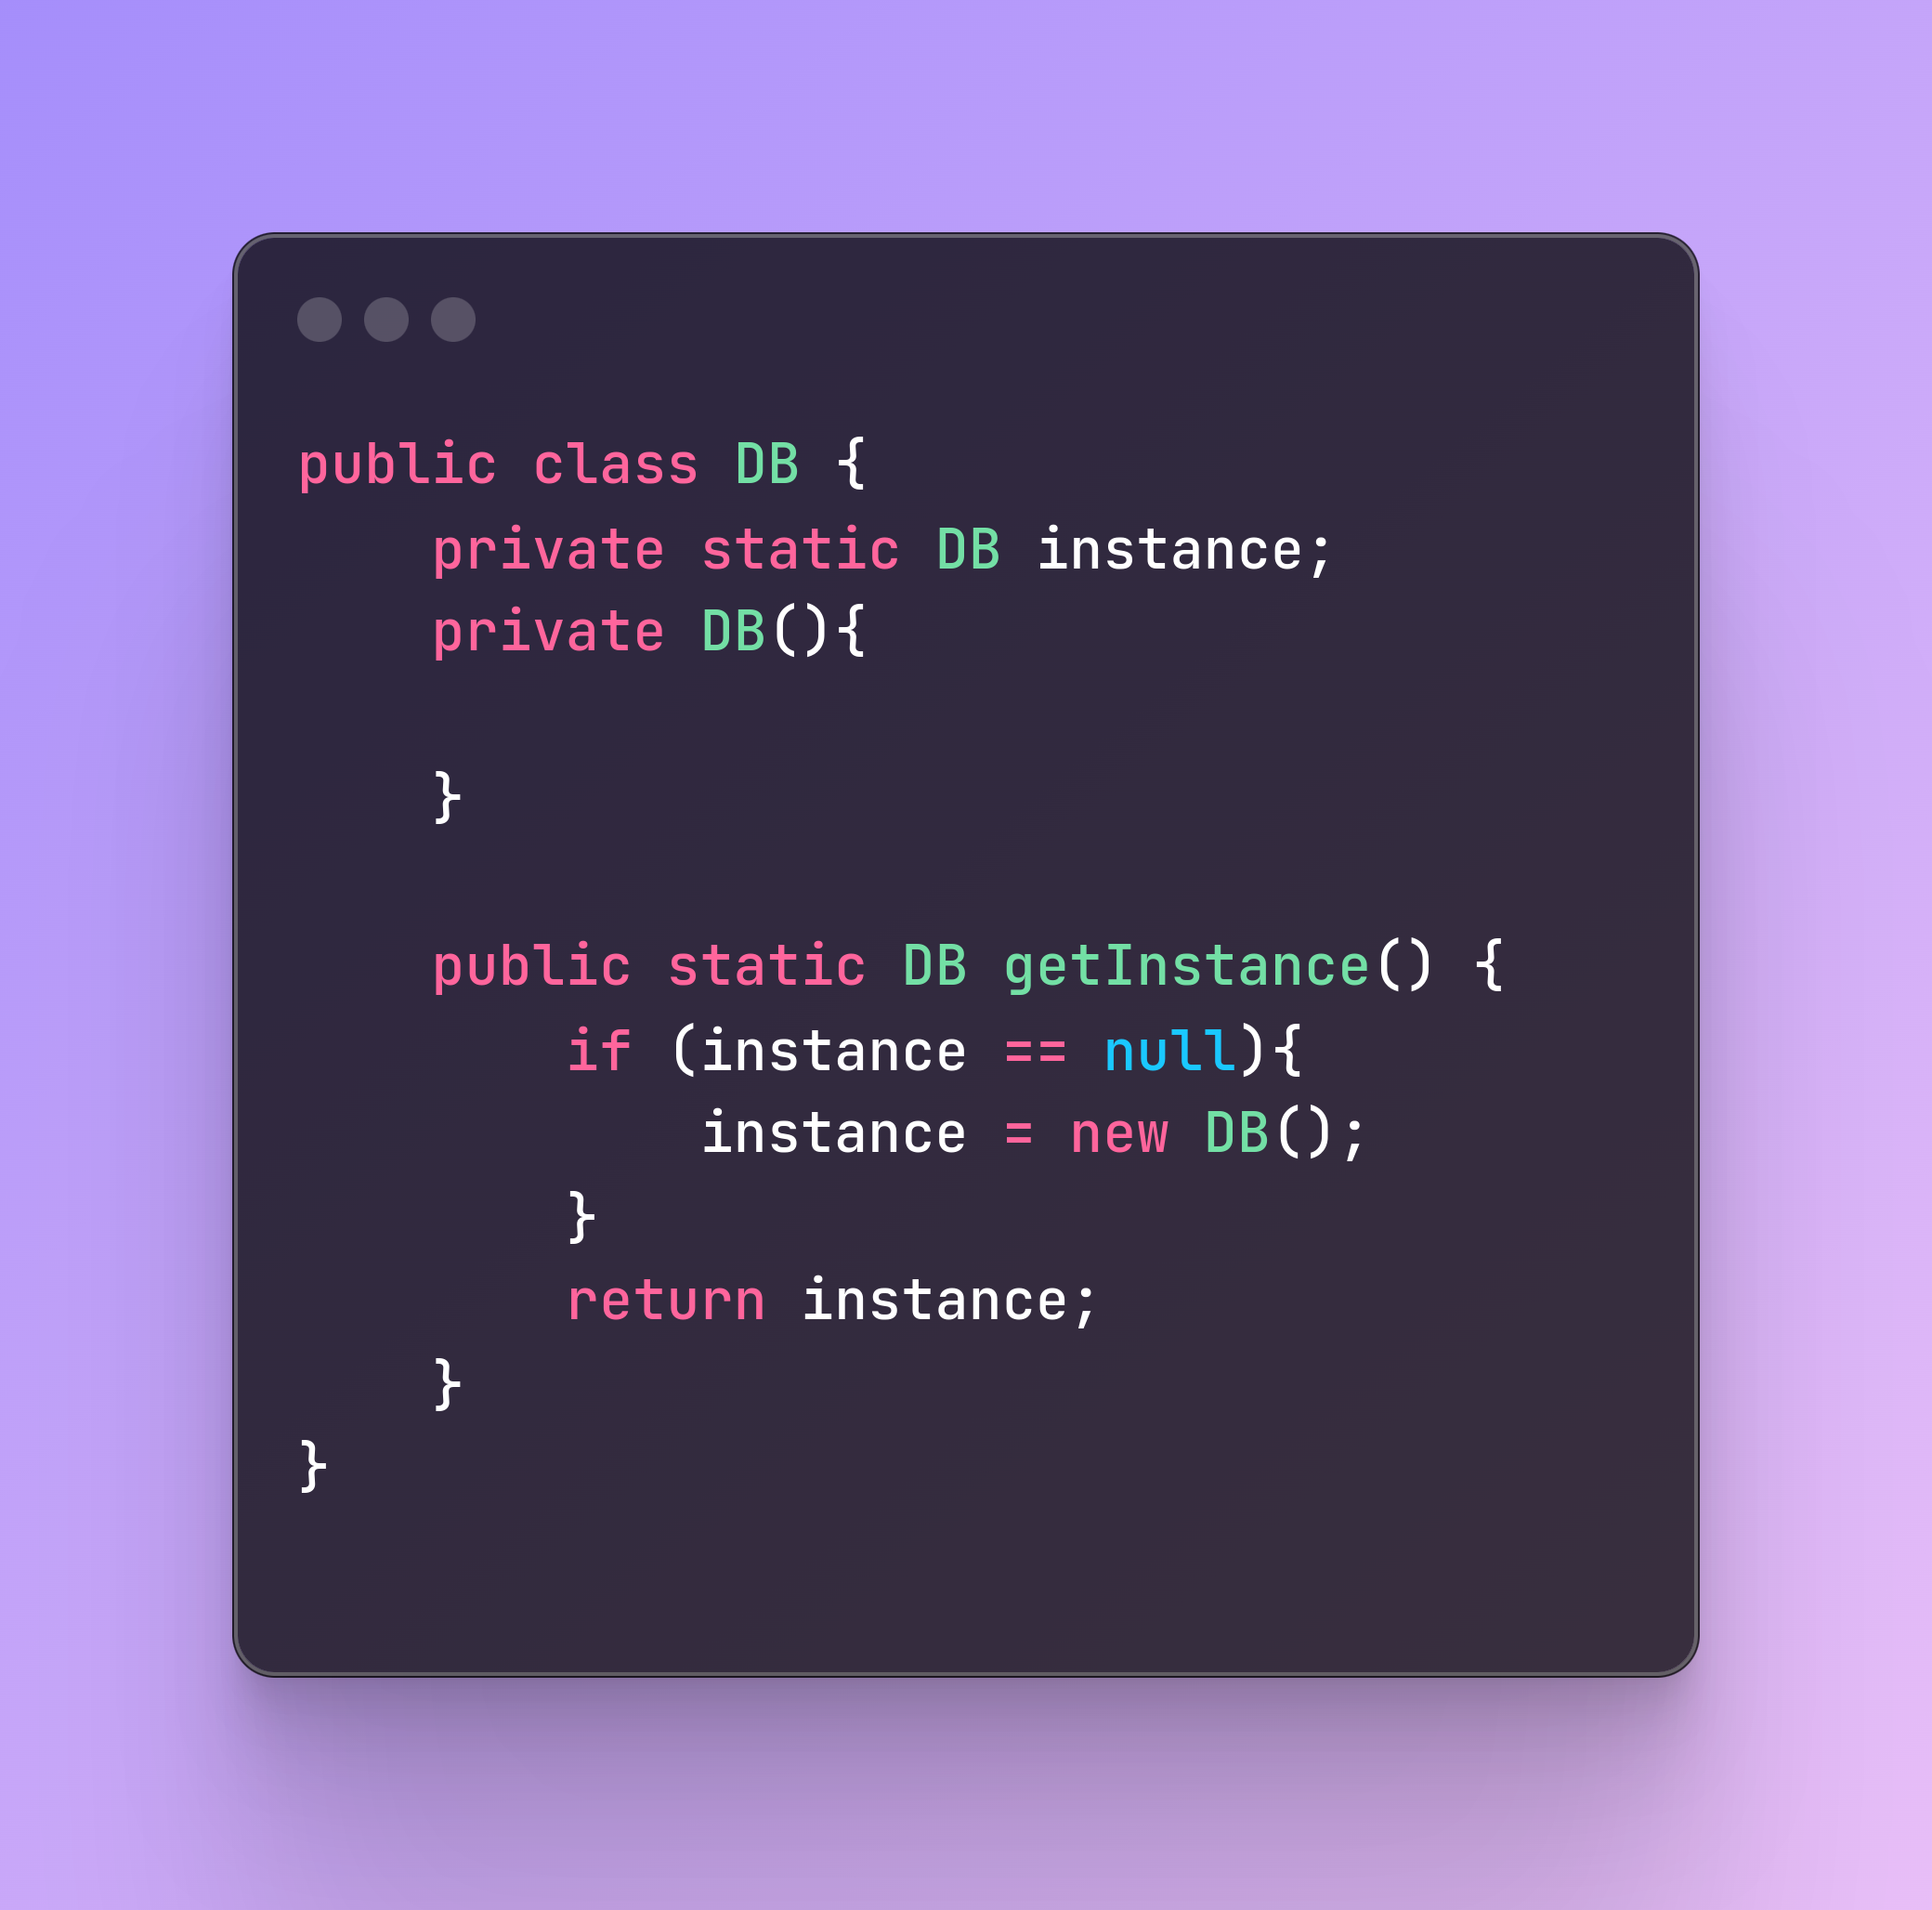 public class DB {
    private static DB instance;
    private DB(){

    }

    public static DB getInstance() {
        if (instance == null){
            instance = new DB();
        }
        return instance;
    }
}